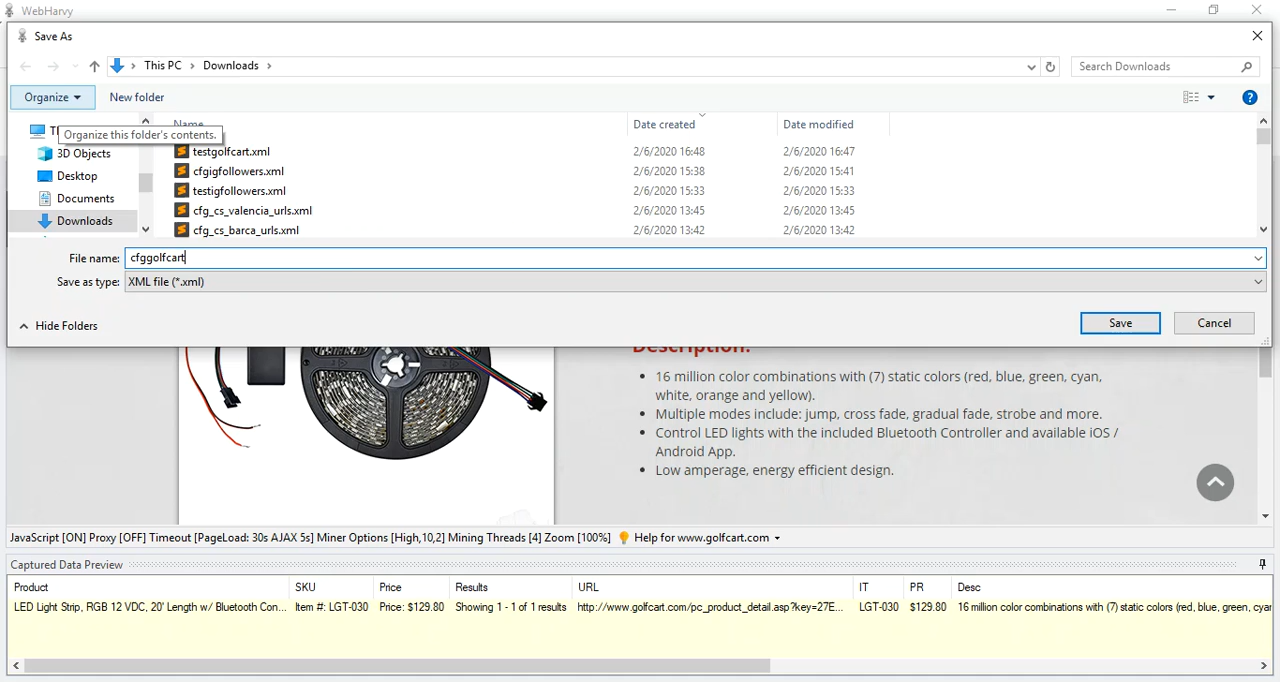 WebHarvy
Save As
This PC > Downloads >
Search Downloads
Organize
New folder
Organize this folder's contents.
3D Objects
Desktop
Documents
Downloads
Name Date created Date modified
testgolfcart.xml 2/6/2020 16:48 2/6/2020 16:47
cfgigfollowers.xml 2/6/2020 15:38 2/6/2020 15:41
testigfollowers.xml 2/6/2020 15:33 2/6/2020 15:33
cfg_cs_valencia_urls.xml 2/6/2020 13:45 2/6/2020 13:45
cfg_cs_barca_urls.xml 2/6/2020 13:42 2/6/2020 13:42
File name: cfggolfcart
Save as type: XML file (*.xml)
Hide Folders
Save
Cancel
Description:
• 16 million color combinations with (7) static colors (red, blue, green, cyan,
white, orange and yellow).
• Multiple modes include: jump, cross fade, gradual fade, strobe and more.
• Control LED lights with the included Bluetooth Controller and available iOS /
Android App.
• Low amperage, energy efficient design.
JavaScript [ON] Proxy [OFF] Timeout [PageLoad: 30s AJAX 5s] Miner Options [High,10,2] Mining Threads [4] Zoom [100%] Help for www.golfcart.com
Captured Data Preview
Product SKU Price Results URL IT PR Desc
LED Light Strip, RGB 12 VDC, 20' Length w/ Bluetooth Con... Item #: LGT-030 Price: $129.80 Showing 1 - 1 of 1 results http://www.golfcart.com/pc_product_detail.asp?key=27E... LGT-030 $129.80 16 million color combinations with (7) static colors (red, blue, green, cyar